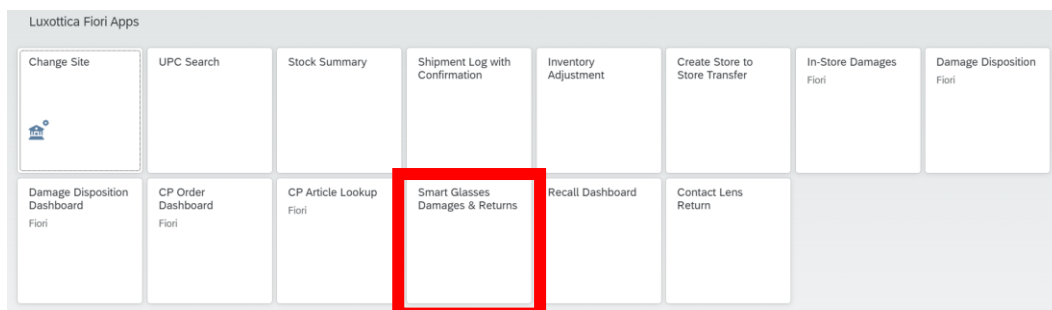 Luxottica Fiori Apps
Change Site
UPC Search
Stock Summary
Shipment Log with
Confirmation
Inventory
Adjustment
Create Store to
Store Transfer
In-Store Damages
Fiori
Damage Disposition
Fiori
Damage Disposition
Dashboard
Fiori
CP Order
Dashboard
Fiori
CP Article Lookup
Fiori
Smart Glasses
Damages & Returns
Recall Dashboard
Contact Lens
Return